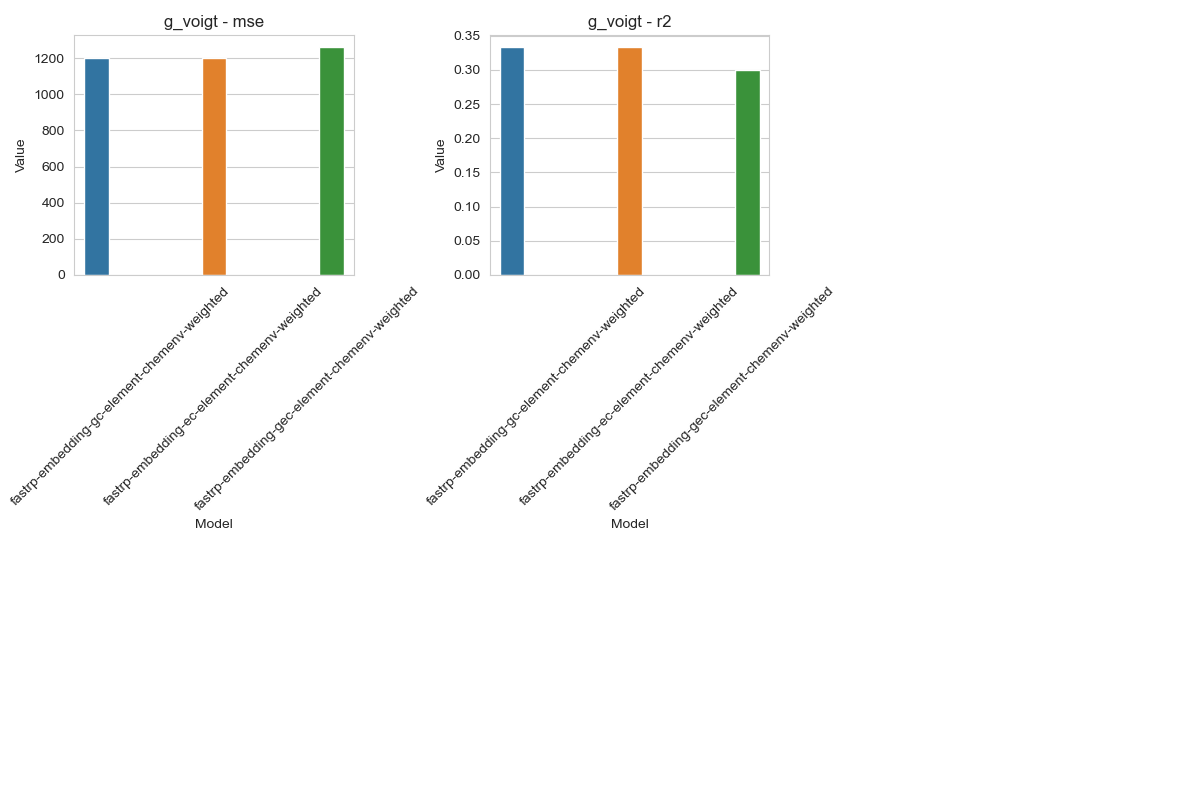 g_voigt - mse
Value
1200
1000
800
600
400
200
0
fastrp-embedding-gc-element-chemenv-weighted
fastrp-embedding-ec-element-chemenv-weighted
fastrp-embedding-gec-element-chemenv-weighted
Model
g_voigt - r2
Value
0.35
0.30
0.25
0.20
0.15
0.10
0.05
0.00
fastrp-embedding-gc-element-chemenv-weighted
fastrp-embedding-ec-element-chemenv-weighted
fastrp-embedding-gec-element-chemenv-weighted
Model